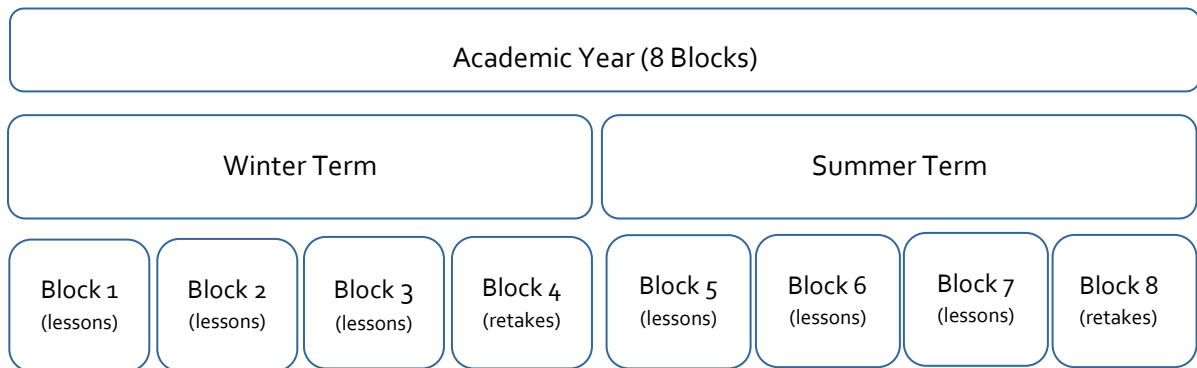 Academic Year (8 Blocks)
Winter Term
Summer Term
Block 1
(lessons)
Block 2
(lessons)
Block 3
(lessons)
Block 4
(retakes)
Block 5
(lessons)
Block 6
(lessons)
Block 7
(lessons)
Block 8
(retakes)